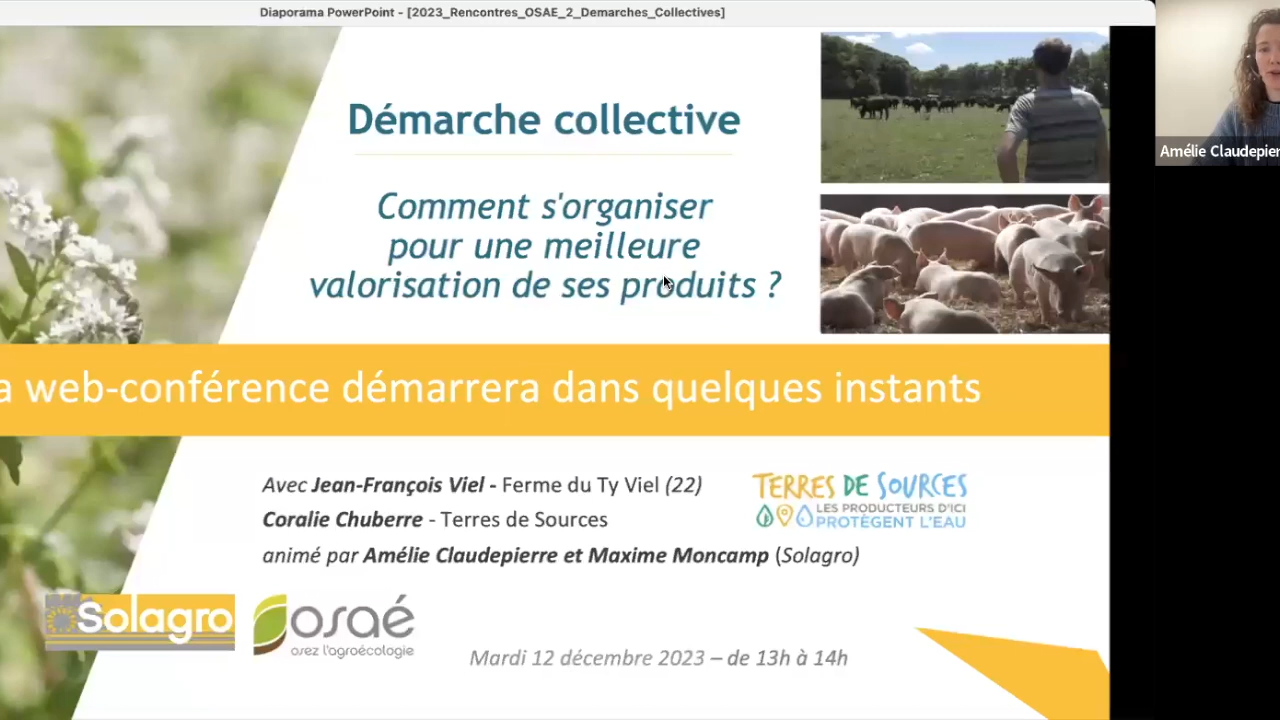 Diaporama PowerPoint - [2023_Rencontres_OSAE_2_Demarches_Collectives]
Démarche collective
Comment s'organiser
pour une meilleure
valorisation de ses produits ?
Amélie Claudepier
a web-conférence démarrera dans quelques instants
Avec Jean-François Viel - Ferme du Ty Viel (22)
Coralie Chuberre - Terres de Sources
animé par Amélie Claudepierre et Maxime Moncamp (Solagro)
TERRES DE SOURCES
LES PRODUCTEURS D'ICI
PROTÈGENT L'EAU
Solagro
osaé
osez l'agroécologie
Mardi 12 décembre 2023 – de 13h à 14h